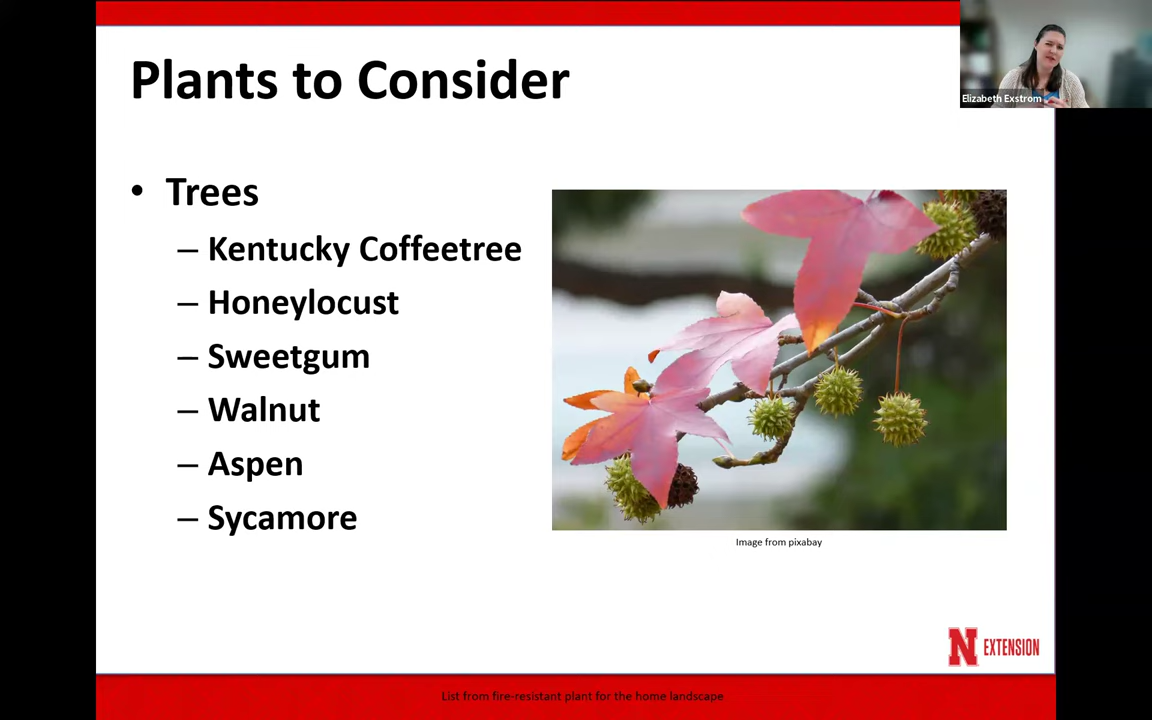 Plants to Consider
Elizabeth Exstrom
• Trees
– Kentucky Coffeetree
– Honeylocust
– Sweetgum
– Walnut
– Aspen
– Sycamore
Image from pixabay
N EXTENSION
List from fire-resistant plant for the home landscape